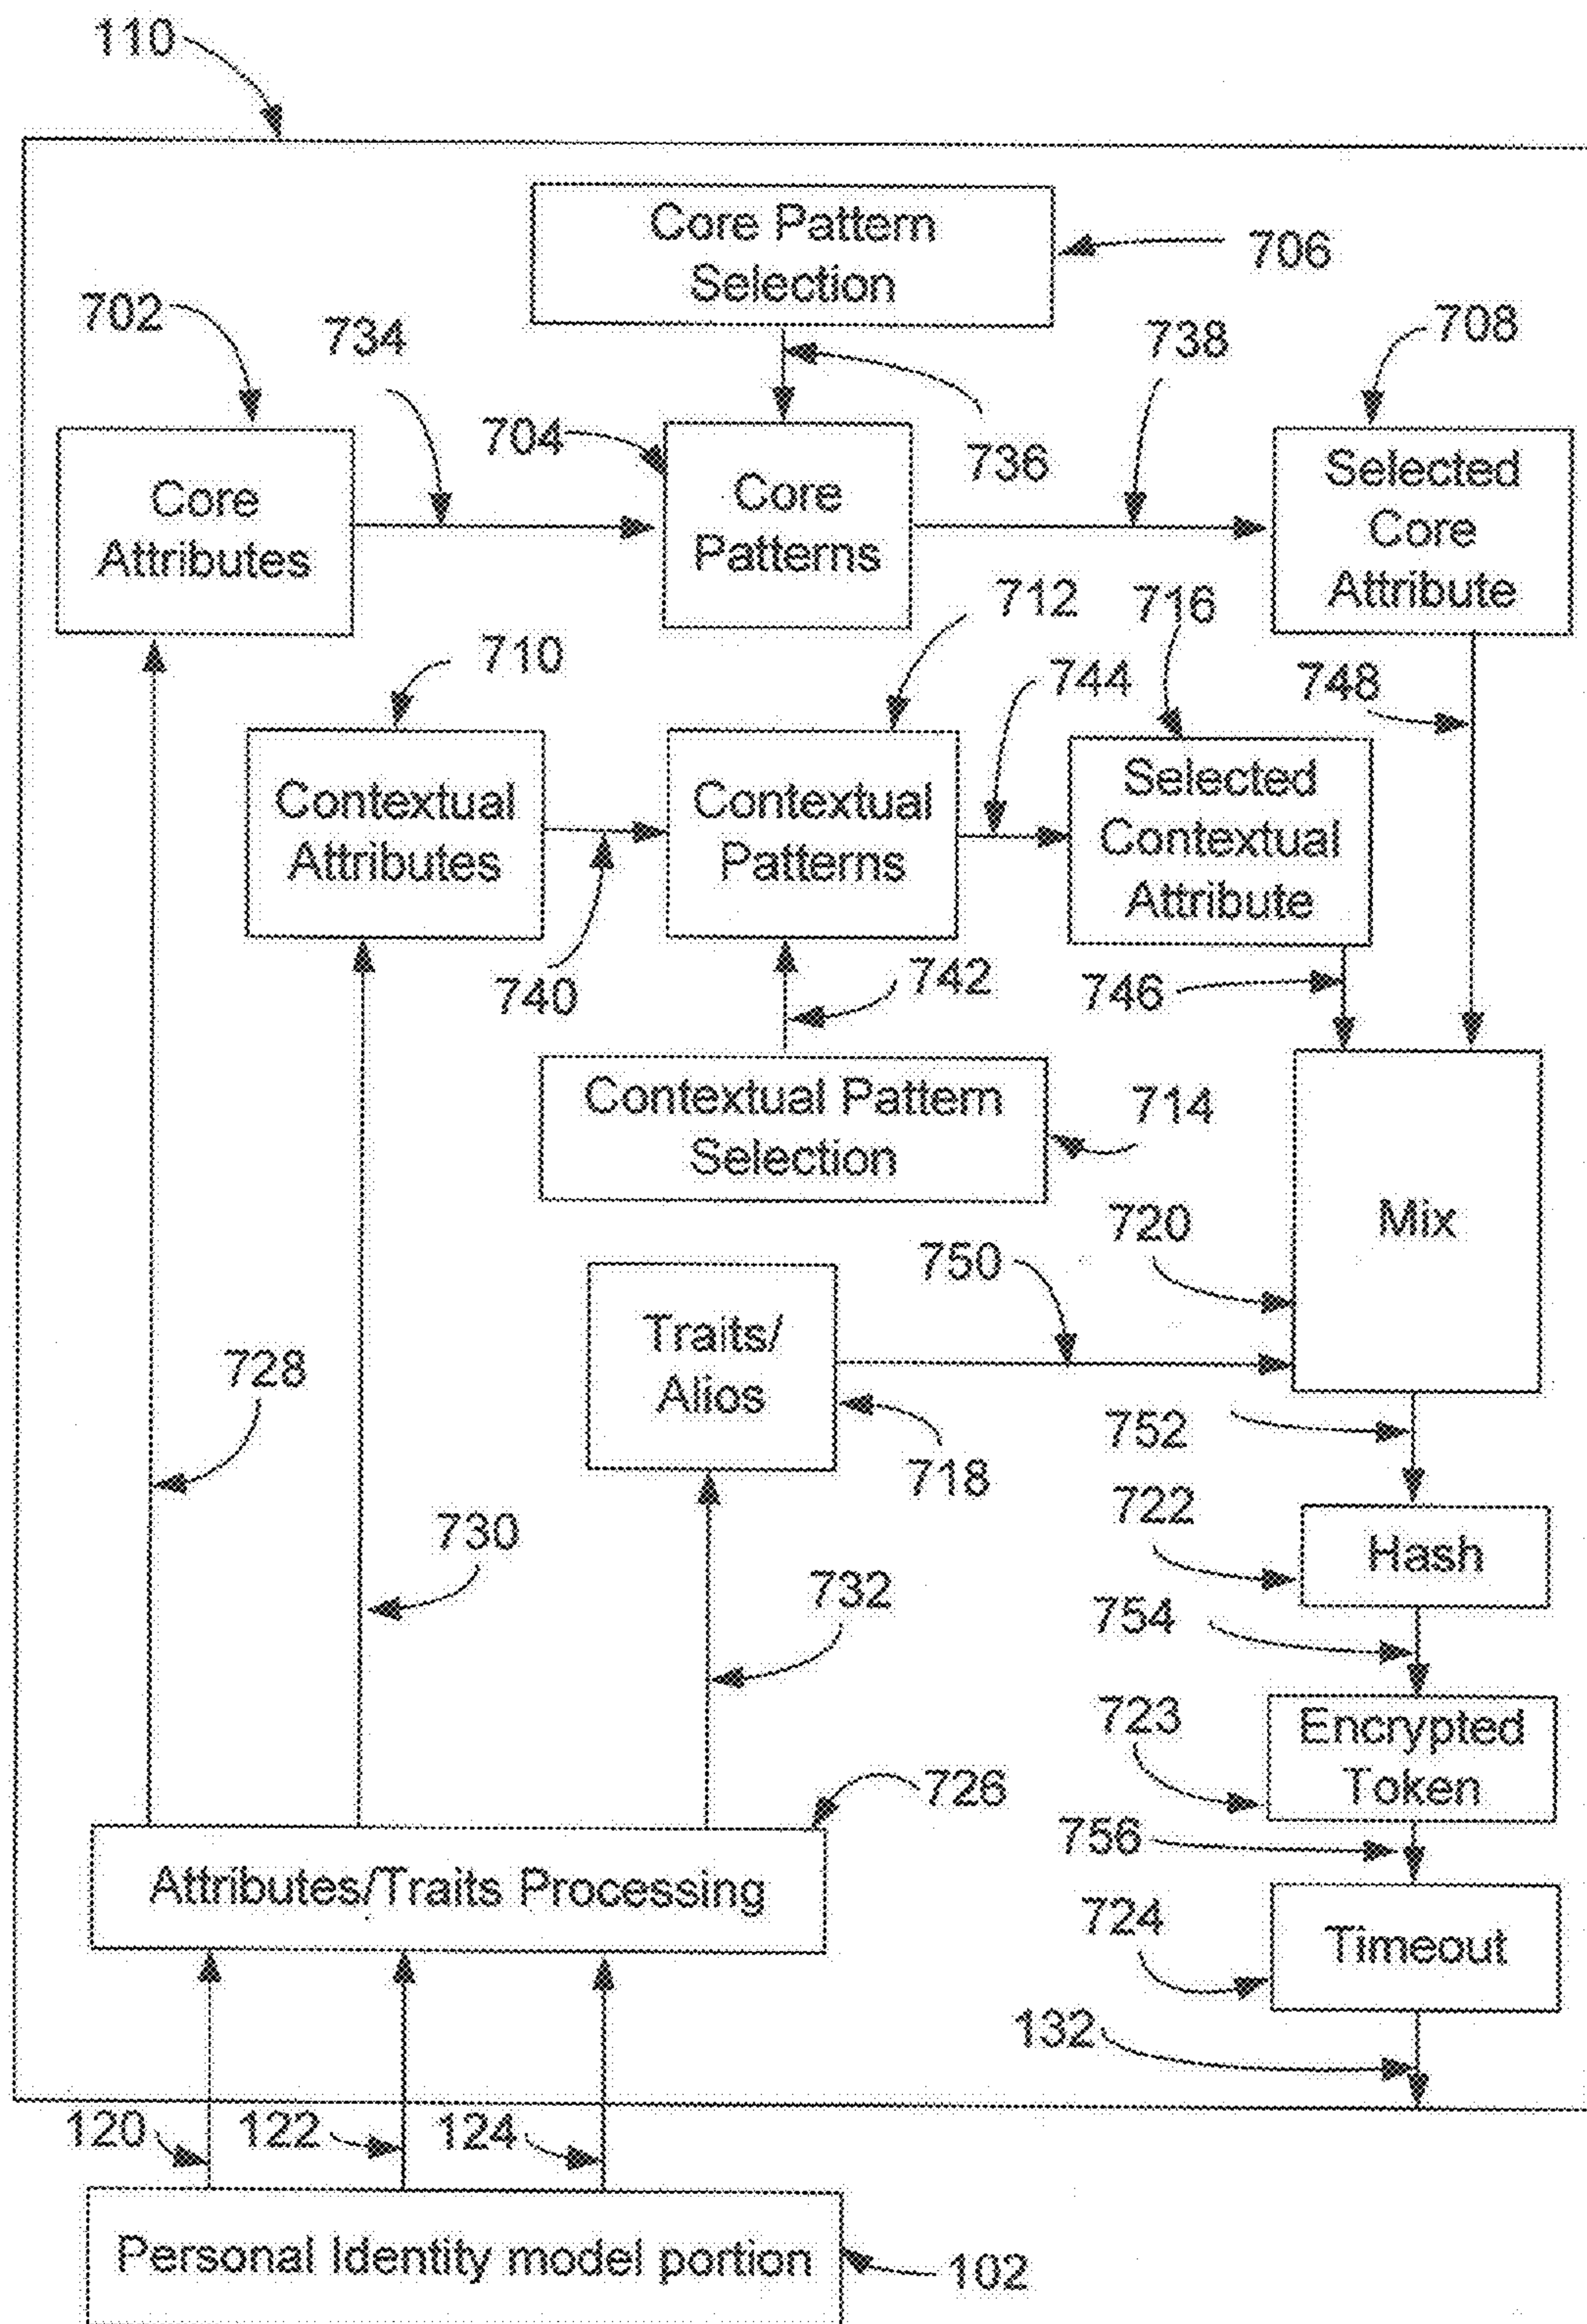 110
Core Pattern
Selection
706
702
734
738
708
704
736
Core
Attributes
Core
Patterns
Selected
Core
Attribute
712
716
710
744
748
Contextual
Attributes
Contextual
Patterns
Selected
Contextual
Attribute
740
742
746
Contextual Pattern
Selection
714
720
Mix
750
Traits/
Alios
728
752
718
722
730
Hash
732
754
723
Encrypted
Token
726
756
Attributes/Traits Processing
724
Timeout
132
120
122
124
Personal Identity model portion
102